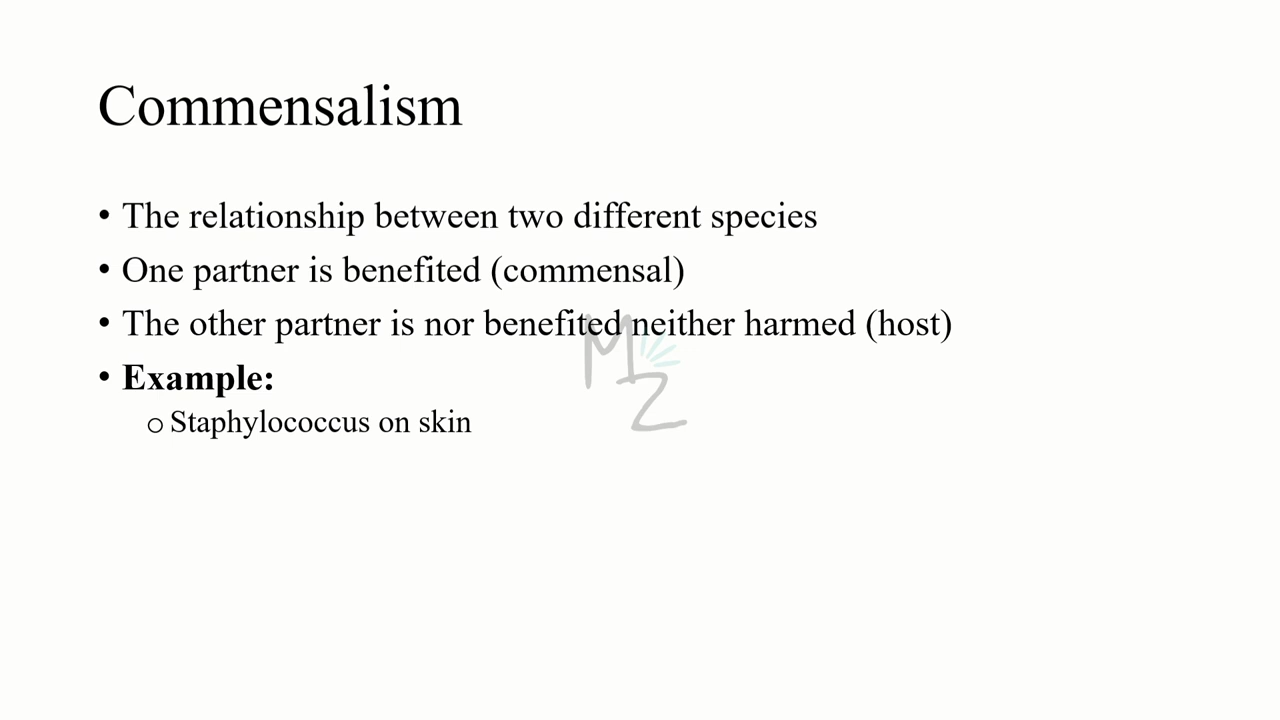 Commensalism
• The relationship between two different species
• One partner is benefited (commensal)
• The other partner is nor benefited neither harmed (host)
• Example:
o Staphylococcus on skin
MZ